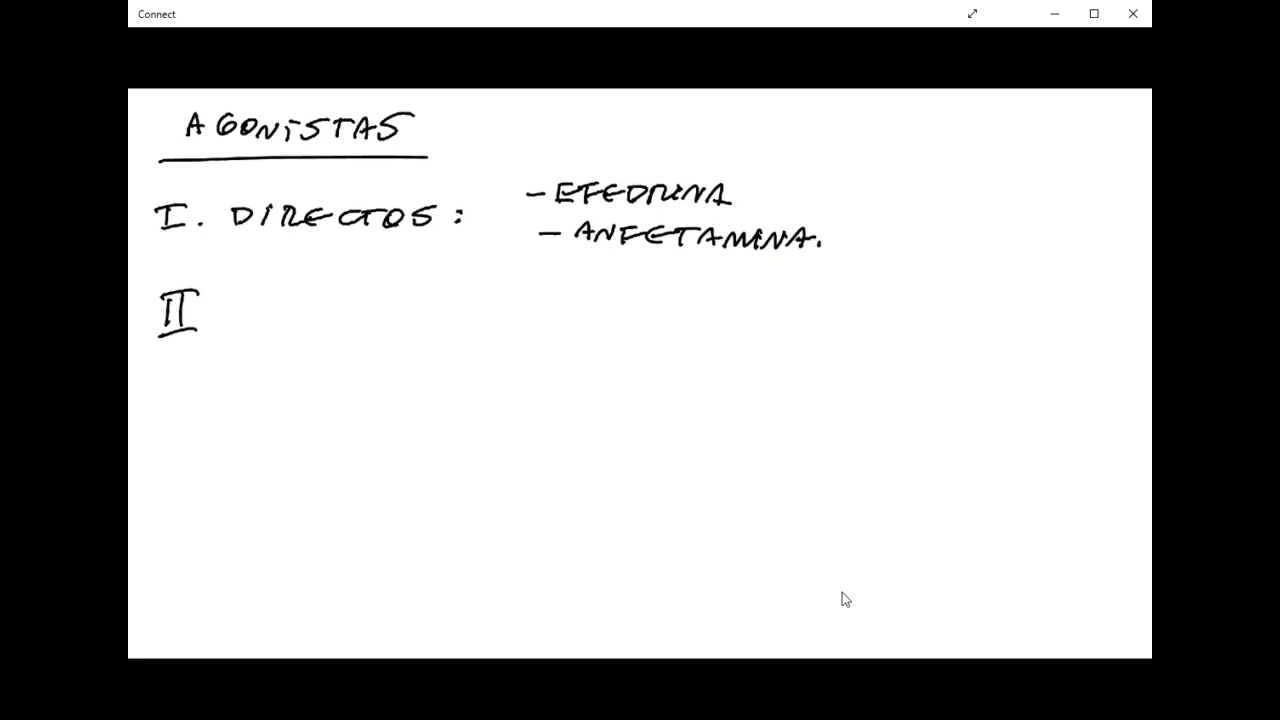 Connect
AGONISTAS
I. DIRECTOS:
- EFEDRINA
- ANFETAMINA.
II